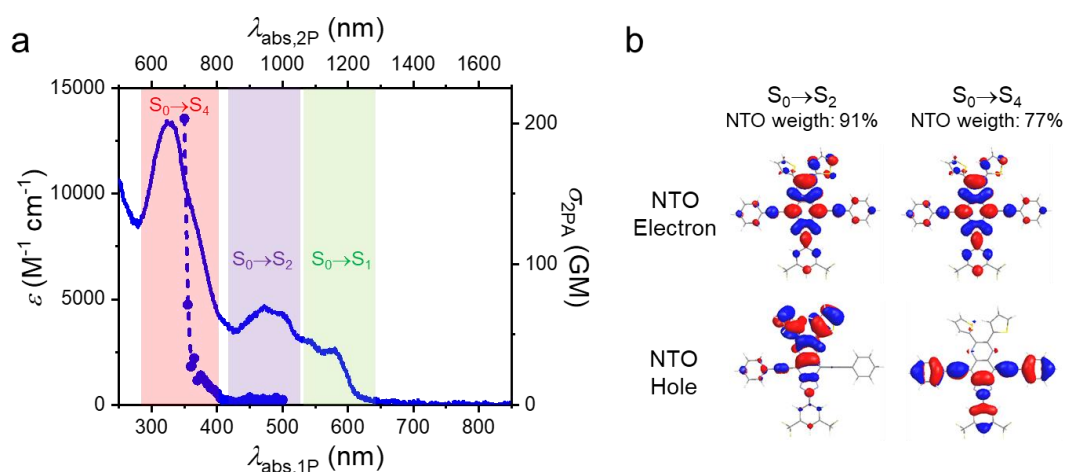 a
λabs,2P (nm)
600 800 1000 1200 1400 1600
15000
10000
5000
0
ε (M⁻¹ cm⁻¹)
S₀→S₄
S₀→S₂
S₀→S₁
200
100
0
σ2PA (GM)
300 400 500 600 700 800
λabs,1P (nm)
b
S₀→S₂
NTO weigth: 91%
S₀→S₄
NTO weigth: 77%
NTO
Electron
NTO
Hole